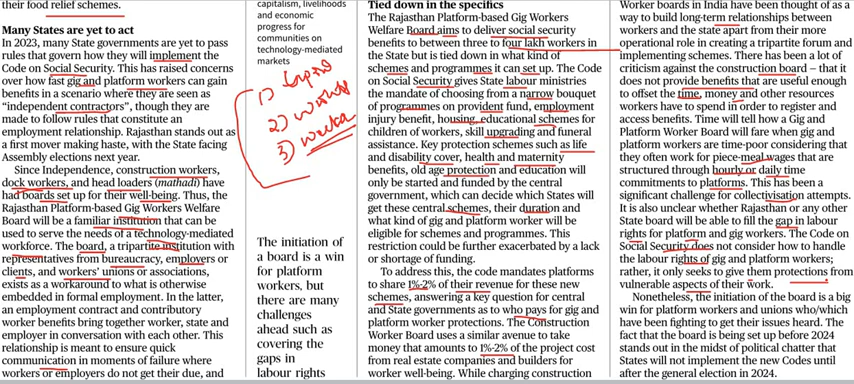 their food relief schemes.
Many States are yet to act
In 2023, many State governments are yet to pass
rules that govern how they will implement the
Code on Social Security. This has raised concerns
over how fast gig and platform workers can gain
benefits in a scenario where they are seen as
“independent contractors”, though they are
made to follow rules that constitute an
employment relationship. Rajasthan stands out as
a first mover making haste, with the State facing
Assembly elections next year.
Since Independence, construction workers,
dock workers, and head loaders (mathadi) have
had boards set up for their well-being. Thus, the
Rajasthan Platform-based Gig Workers Welfare
Board will be a familiar institution that can be
used to serve the needs of a technology-mediated
workforce. The board, a tripartite institution with
representatives from bureaucracy, employers or
clients, and workers’ unions or associations,
exists as a workaround to what is otherwise
embedded in formal employment. In the latter,
an employment contract and contributory
worker benefits bring together worker, state and
employer in conversation with each other. This
relationship is meant to ensure quick
communication in moments of failure where
workers or employers do not get their due, and
capitalism, livelihoods
and economic
progress for
communities on
technology-mediated
markets
1)
2)
3)
The initiation of
a board is a win
for platform
workers, but
there are many
challenges
ahead such as
covering the
gaps in
labour rights
Tied down in the specifics
The Rajasthan Platform-based Gig Workers
Welfare Board aims to deliver social security
benefits to between three to four lakh workers in
the State but is tied down in what kind of
schemes and programmes it can set up. The Code
on Social Security gives State labour ministries
the mandate of choosing from a narrow bouquet
of programmes on provident fund, employment
injury benefit, housing, educational schemes for
children of workers, skill upgrading and funeral
assistance. Key protection schemes such as life
and disability cover, health and maternity
benefits, old age protection and education will
only be started and funded by the central
government, which can decide which States will
get these central schemes, their duration and
what kind of gig and platform worker will be
eligible for schemes and programmes. This
restriction could be further exacerbated by a lack
or shortage of funding.
To address this, the code mandates platforms
to share 1%-2% of their revenue for these new
schemes, answering a key question for central
and State governments as to who pays for gig and
platform worker protections. The Construction
Worker Board uses a similar avenue to take
money that amounts to 1%-2% of the project cost
from real estate companies and builders for
worker well-being. While charging construction
Worker boards in India have been thought of as a
way to build long-term relationships between
workers and the state apart from their more
operational role in creating a tripartite forum and
implementing schemes. There has been a lot of
criticism against the construction board — that it
does not provide benefits that are useful enough
to offset the time, money and other resources
workers have to spend in order to register and
access benefits. Time will tell how a Gig and
Platform Worker Board will fare when gig and
platform workers are time-poor considering that
they often work for piece-meal wages that are
structured through hourly or daily time
commitments to platforms. This has been a
significant challenge for collectivisation attempts.
It is also unclear whether Rajasthan or any other
State board will be able to fill the gap in labour
rights for platform and gig workers. The Code on
Social Security does not consider how to handle
the labour rights of gig and platform workers;
rather, it only seeks to give them protections from
vulnerable aspects of their work.
Nonetheless, the initiation of the board is a big
win for platform workers and unions who/which
have been fighting to get their issues heard. The
fact that the board is being set up before 2024
stands out in the midst of political chatter that
States will not implement the new Codes until
after the general election in 2024.